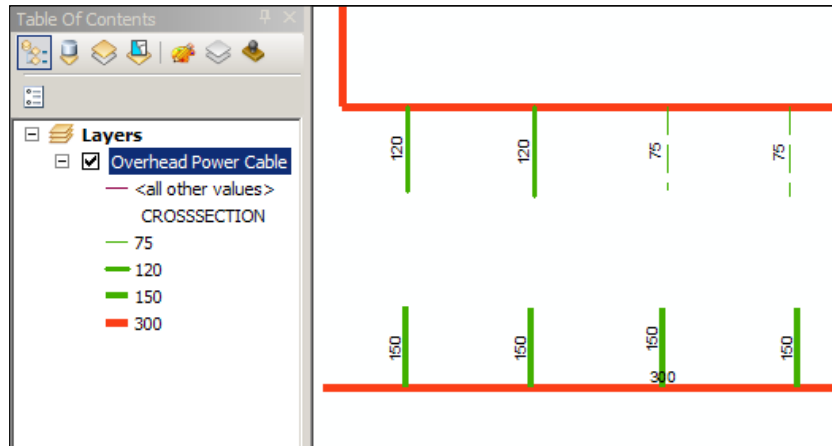 Table Of Contents
Layers
Overhead Power Cable
<all other values>
CROSSSECTION
75
120
150
300
120
120
75
75
150
150
150
150
300